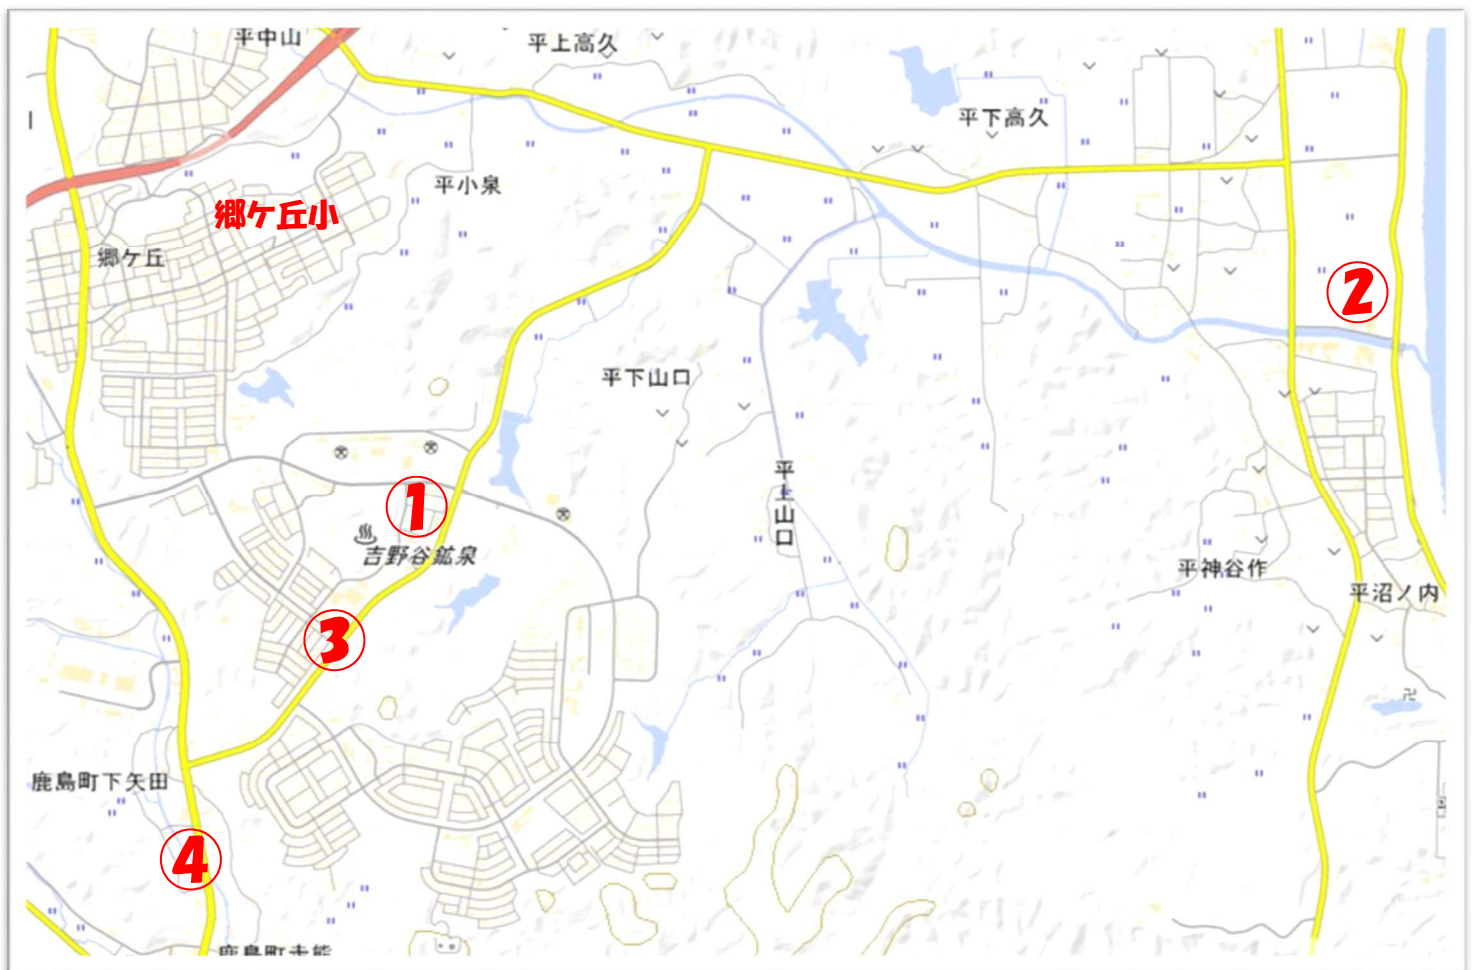 平中山
平上高久
平下高久
平小泉
郷ケ丘小
郷ケ丘
②
平下山口
平上山口
①
吉野谷鉱泉
平神谷作
平沼ノ内
③
鹿島町下矢田
④